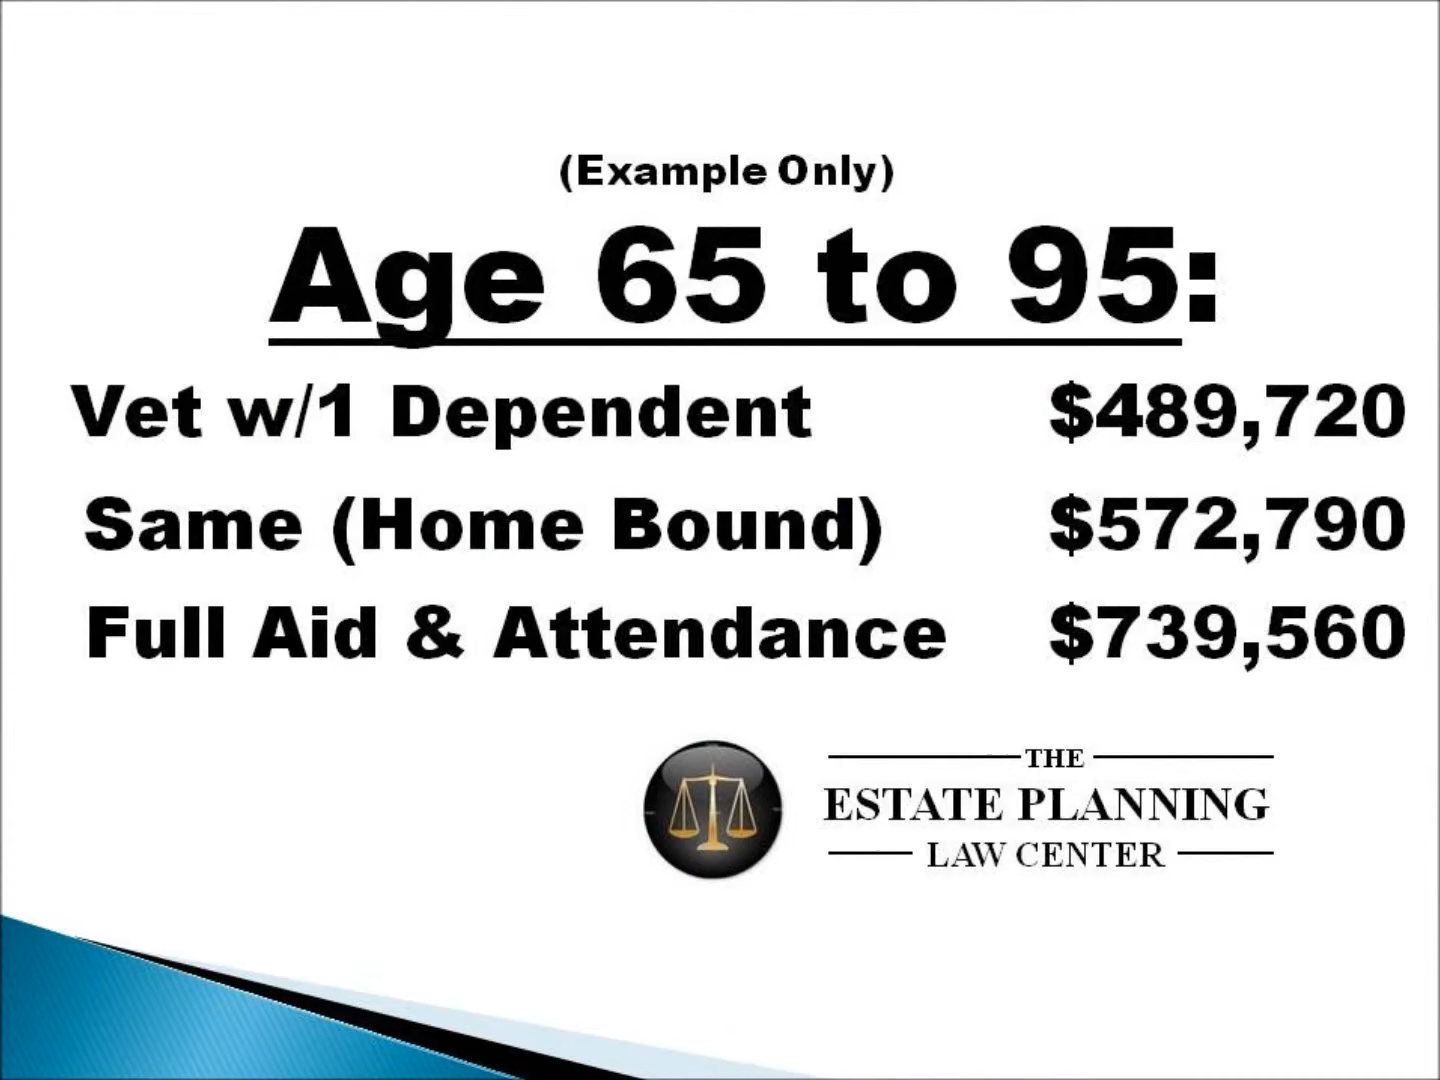 (Example Only)
Age 65 to 95:
Vet w/1 Dependent $489,720
Same (Home Bound) $572,790
Full Aid & Attendance $739,560
THE
ESTATE PLANNING
LAW CENTER